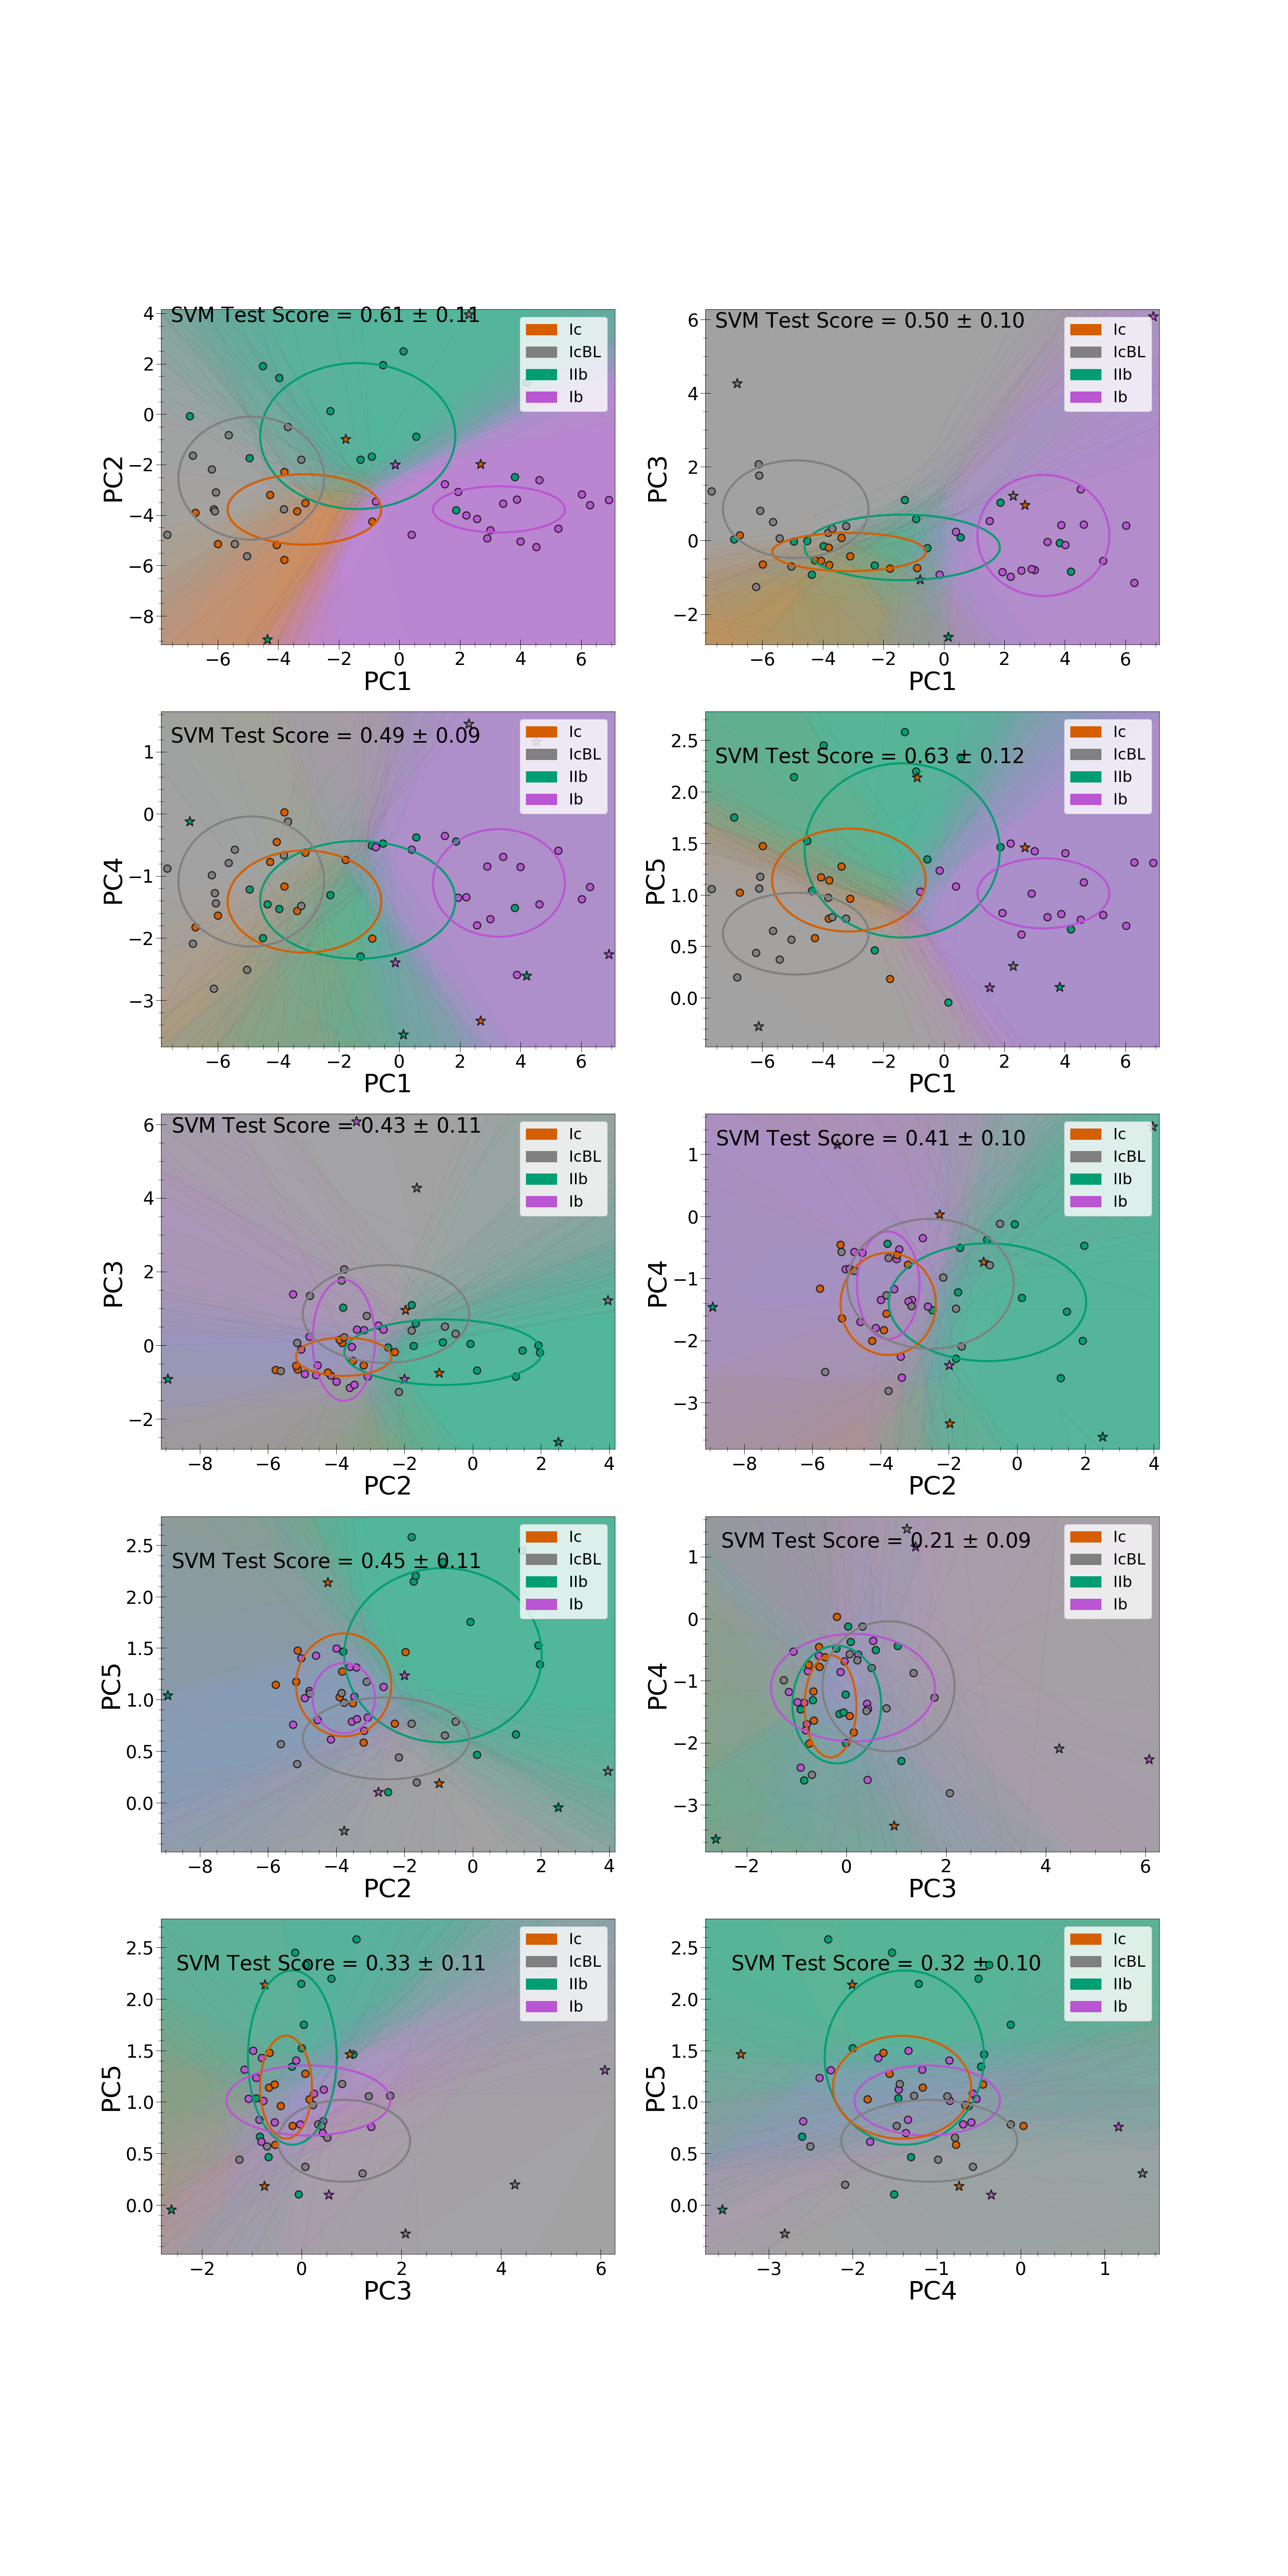 SVM Test Score = 0.61 ± 0.11
Ic
IcBL
IIb
Ib
4
2
0
−2
−4
−6
−8
PC2
−6 −4 −2 0 2 4 6
PC1
SVM Test Score = 0.50 ± 0.10
Ic
IcBL
IIb
Ib
6
4
2
0
−2
PC3
−6 −4 −2 0 2 4 6
PC1
SVM Test Score = 0.49 ± 0.09
Ic
IcBL
IIb
Ib
1
0
−1
−2
−3
PC4
−6 −4 −2 0 2 4 6
PC1
SVM Test Score = 0.63 ± 0.12
Ic
IcBL
IIb
Ib
2.5
2.0
1.5
1.0
0.5
0.0
PC5
−6 −4 −2 0 2 4 6
PC1
SVM Test Score = 0.43 ± 0.11
Ic
IcBL
IIb
Ib
6
4
2
0
−2
PC3
−8 −6 −4 −2 0 2 4
PC2
SVM Test Score = 0.41 ± 0.10
Ic
IcBL
IIb
Ib
1
0
−1
−2
−3
PC4
−8 −6 −4 −2 0 2 4
PC2
SVM Test Score = 0.45 ± 0.11
Ic
IcBL
IIb
Ib
2.5
2.0
1.5
1.0
0.5
0.0
PC5
−8 −6 −4 −2 0 2 4
PC2
SVM Test Score = 0.21 ± 0.09
Ic
IcBL
IIb
Ib
1
0
−1
−2
−3
PC4
−2 0 2 4 6
PC3
SVM Test Score = 0.33 ± 0.11
Ic
IcBL
IIb
Ib
2.5
2.0
1.5
1.0
0.5
0.0
PC5
−2 0 2 4 6
PC3
SVM Test Score = 0.32 ± 0.10
Ic
IcBL
IIb
Ib
2.5
2.0
1.5
1.0
0.5
0.0
PC5
−3 −2 −1 0 1
PC4